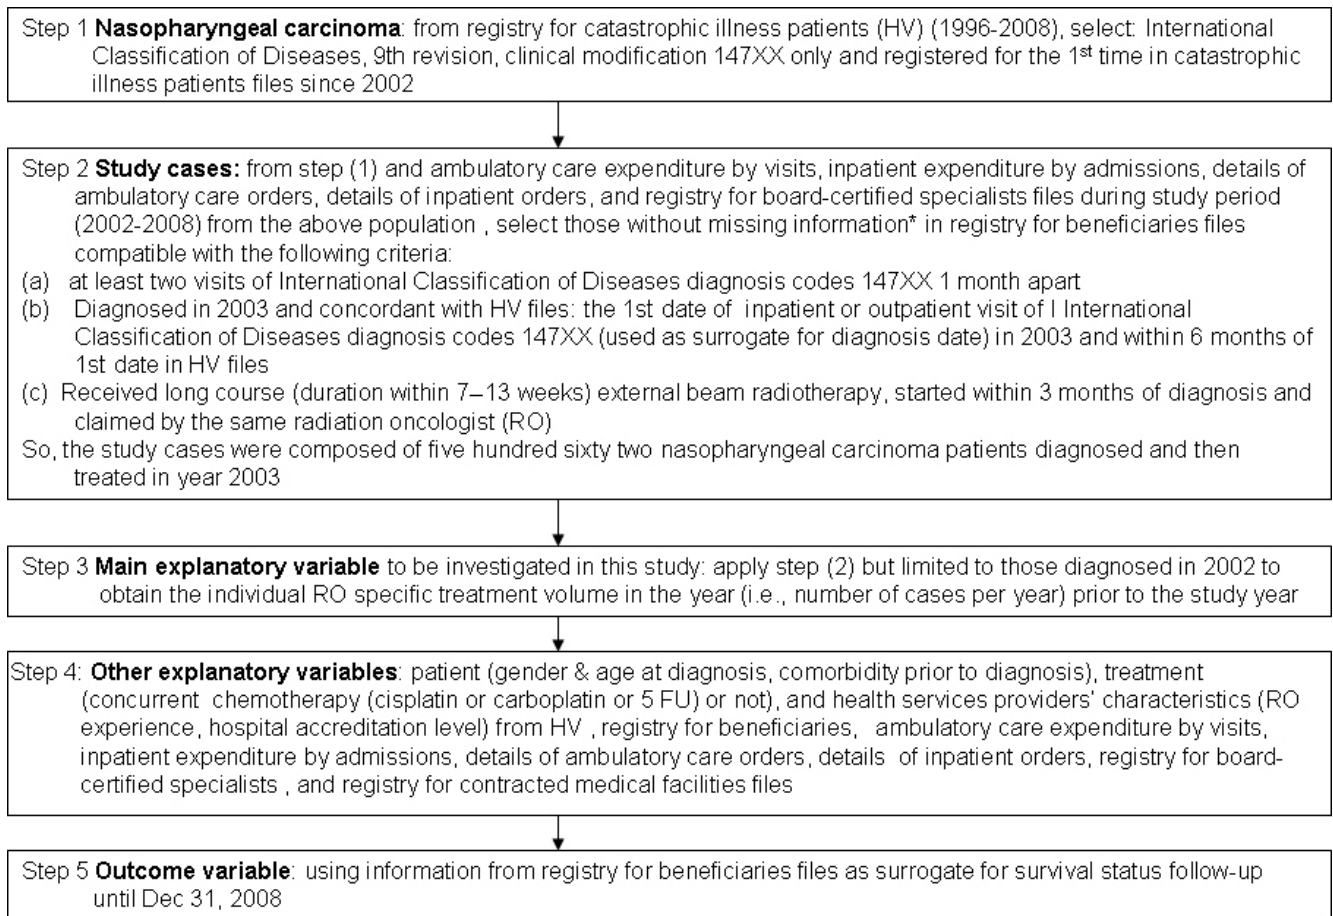 Step 1 Nasopharyngeal carcinoma: from registry for catastrophic illness patients (HV) (1996-2008), select: International
Classification of Diseases, 9th revision, clinical modification 147XX only and registered for the 1st time in catastrophic
illness patients files since 2002
Step 2 Study cases: from step (1) and ambulatory care expenditure by visits, inpatient expenditure by admissions, details of
ambulatory care orders, details of inpatient orders, and registry for board-certified specialists files during study period
(2002-2008) from the above population , select those without missing information* in registry for beneficiaries files
compatible with the following criteria:
(a) at least two visits of International Classification of Diseases diagnosis codes 147XX 1 month apart
(b) Diagnosed in 2003 and concordant with HV files: the 1st date of inpatient or outpatient visit of I International
Classification of Diseases diagnosis codes 147XX (used as surrogate for diagnosis date) in 2003 and within 6 months of
1st date in HV files
(c) Received long course (duration within 7–13 weeks) external beam radiotherapy, started within 3 months of diagnosis and
claimed by the same radiation oncologist (RO)
So, the study cases were composed of five hundred sixty two nasopharyngeal carcinoma patients diagnosed and then
treated in year 2003
Step 3 Main explanatory variable to be investigated in this study: apply step (2) but limited to those diagnosed in 2002 to
obtain the individual RO specific treatment volume in the year (i.e., number of cases per year) prior to the study year
Step 4: Other explanatory variables: patient (gender & age at diagnosis, comorbidity prior to diagnosis), treatment
(concurrent chemotherapy (cisplatin or carboplatin or 5 FU) or not), and health services providers' characteristics (RO
experience, hospital accreditation level) from HV , registry for beneficiaries, ambulatory care expenditure by visits,
inpatient expenditure by admissions, details of ambulatory care orders, details of inpatient orders, registry for board-
certified specialists , and registry for contracted medical facilities files
Step 5 Outcome variable: using information from registry for beneficiaries files as surrogate for survival status follow-up
until Dec 31, 2008